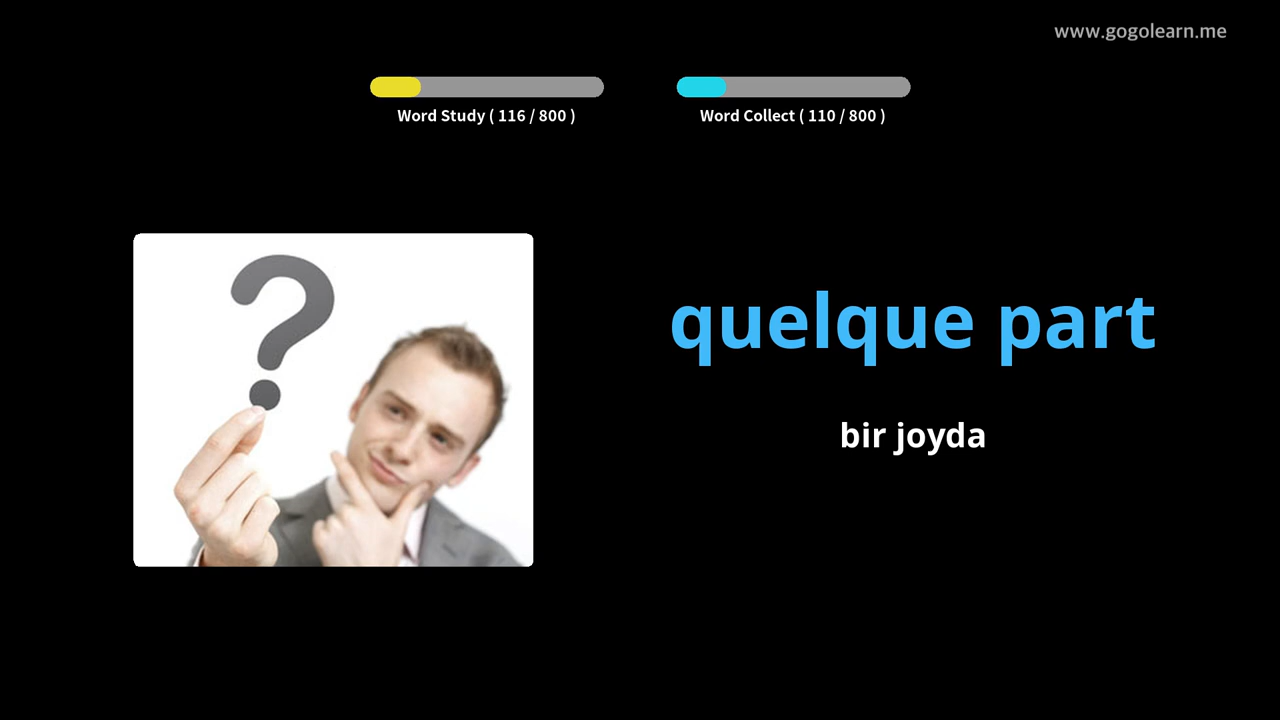 www.gogolearn.me
Word Study ( 116 / 800 )
Word Collect ( 110 / 800 )
quelque part
bir joyda